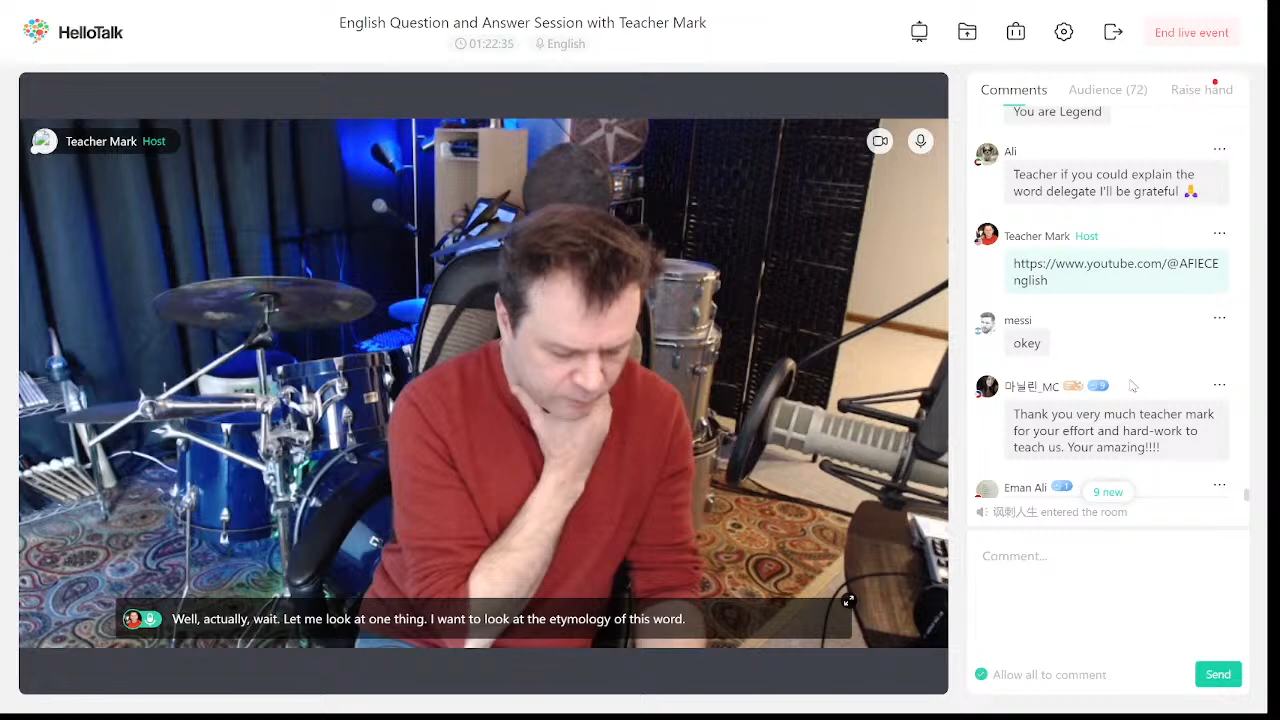 HelloTalk
English Question and Answer Session with Teacher Mark
01:22:35 English
End live event
Teacher Mark Host
Well, actually, wait. Let me look at one thing. I want to look at the etymology of this word.
Comments Audience (72) Raise hand
You are Legend
Ali
Teacher if you could explain the
word delegate I'll be grateful 🙏
Teacher Mark Host
https://www.youtube.com/@AFIECE
nglish
messi
okey
마닐린_MC 9
Thank you very much teacher mark
for your effort and hard-work to
teach us. Your amazing!!!!
Eman Ali 1
9 new
讽刺人生 entered the room
Comment...
Allow all to comment
Send